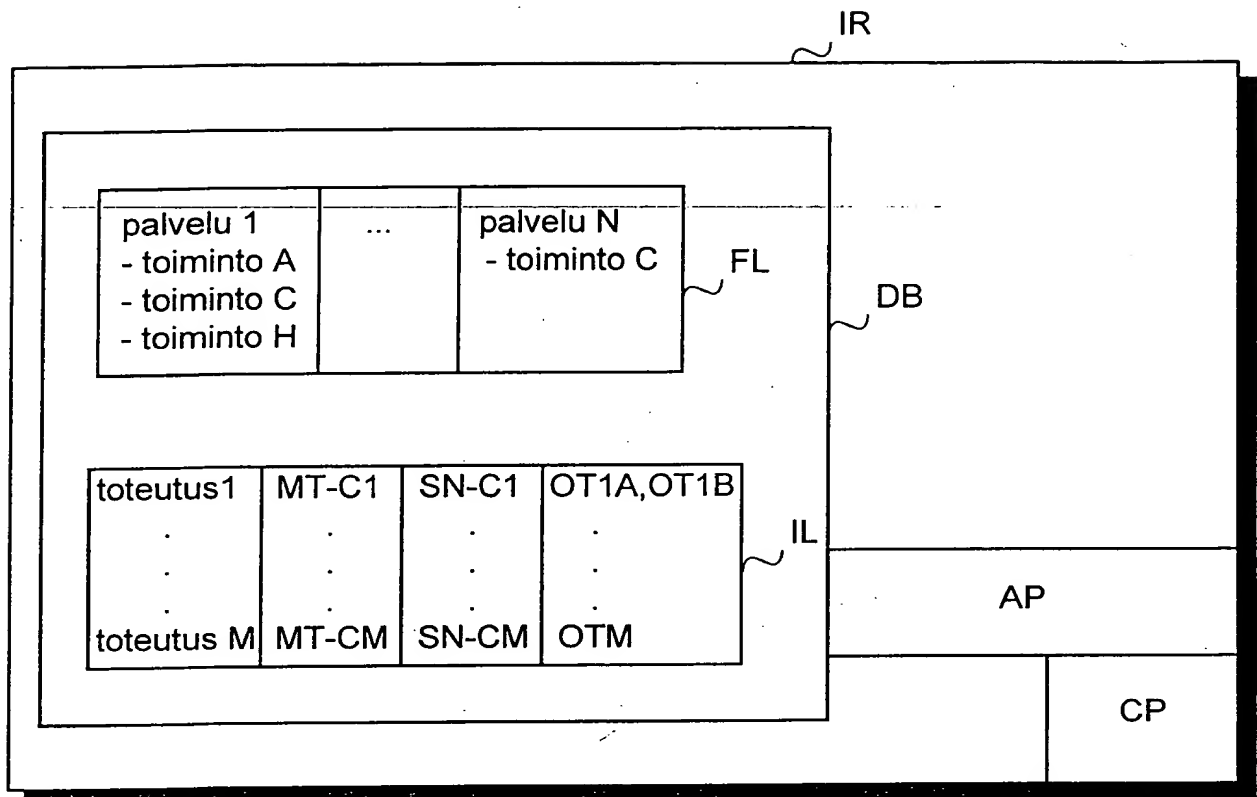 IR
palvelu 1 ... palvelu N
- toiminto A - toiminto C
- toiminto C
- toiminto H
FL
DB
toteutus1 MT-C1 SN-C1 OT1A,OT1B
. . . .
. . . .
. . . .
toteutus M MT-CM SN-CM OTM
IL
AP
CP